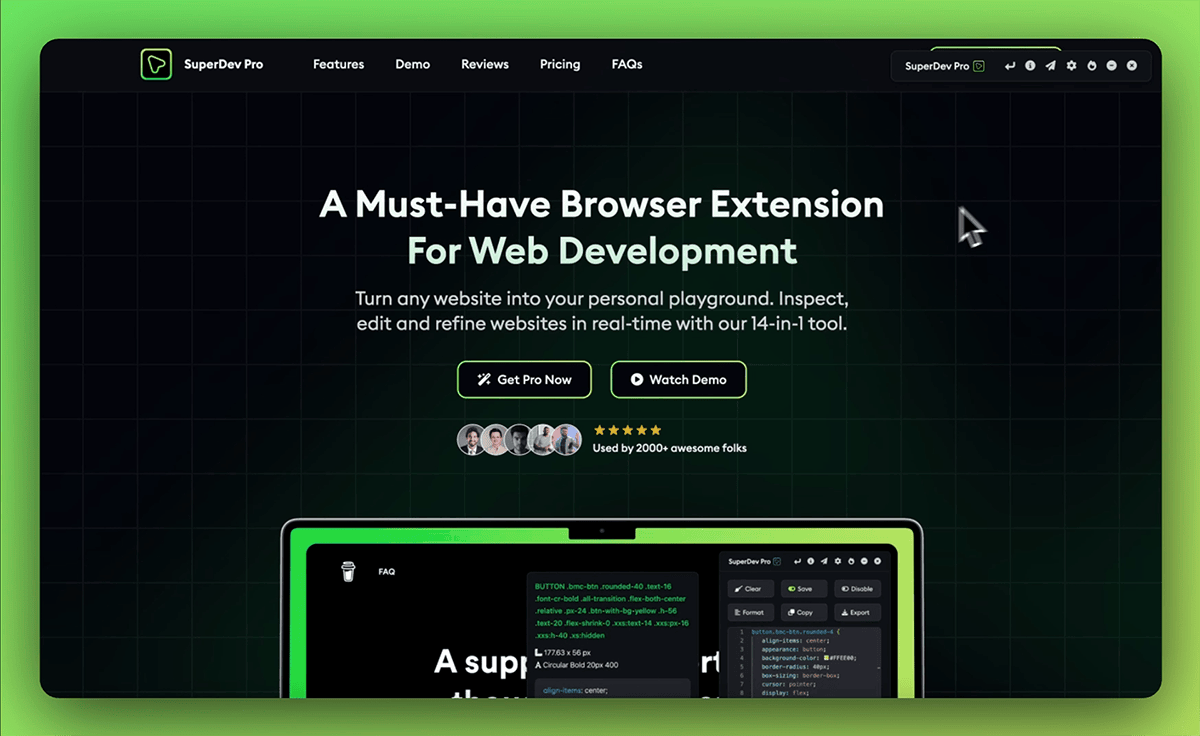 SuperDev Pro
Features
Demo
Reviews
Pricing
FAQs
SuperDev Pro
A Must-Have Browser Extension
For Web Development
Turn any website into your personal playground. Inspect,
edit and refine websites in real-time with our 14-in-1 tool.
Get Pro Now
Watch Demo
Used by 2000+ awesome folks
FAQ
BUTTON .bmc-btn .rounded-40 .text-16
.font-cr-bold .all-transition .flex-both-center
.relative .px-24 .btn-with-bg-yellow .h-56
.text-20 .flex-shrink-0 .xxs:text-14 .xxs:px-16
.xxs:h-40 .xs:hidden
177.63 x 56 px
A Circular Bold 20px 400
align-items: center;
A supp
SuperDev Pro
Clear
Save
Disable
Format
Copy
Export
1 button.bmc-btn.rounded-4 {
2 align-items: center;
3 appearance: button;
4 background-color: #FFEE00;
5 border-radius: 40px;
6 box-sizing: border-box;
7 cursor: pointer;
8 display: flex;